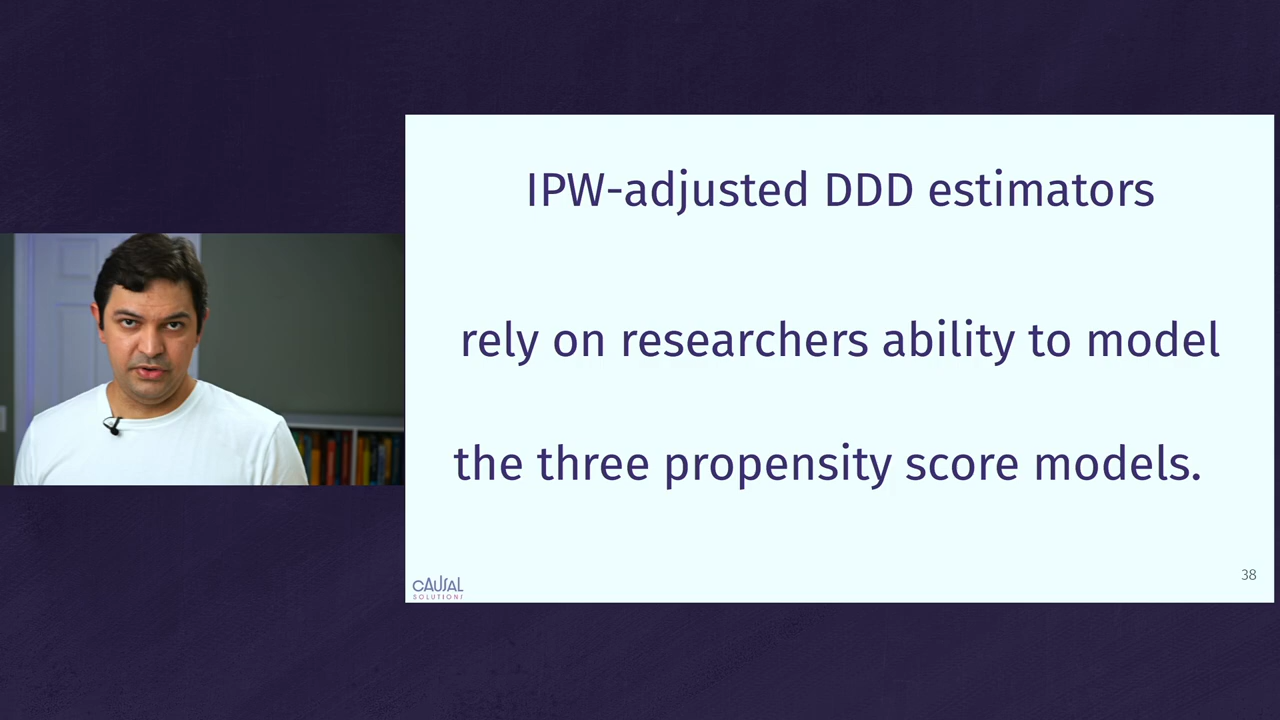 IPW-adjusted DDD estimators
rely on researchers ability to model
the three propensity score models.
CAUSAL
SOLUTIONS
38